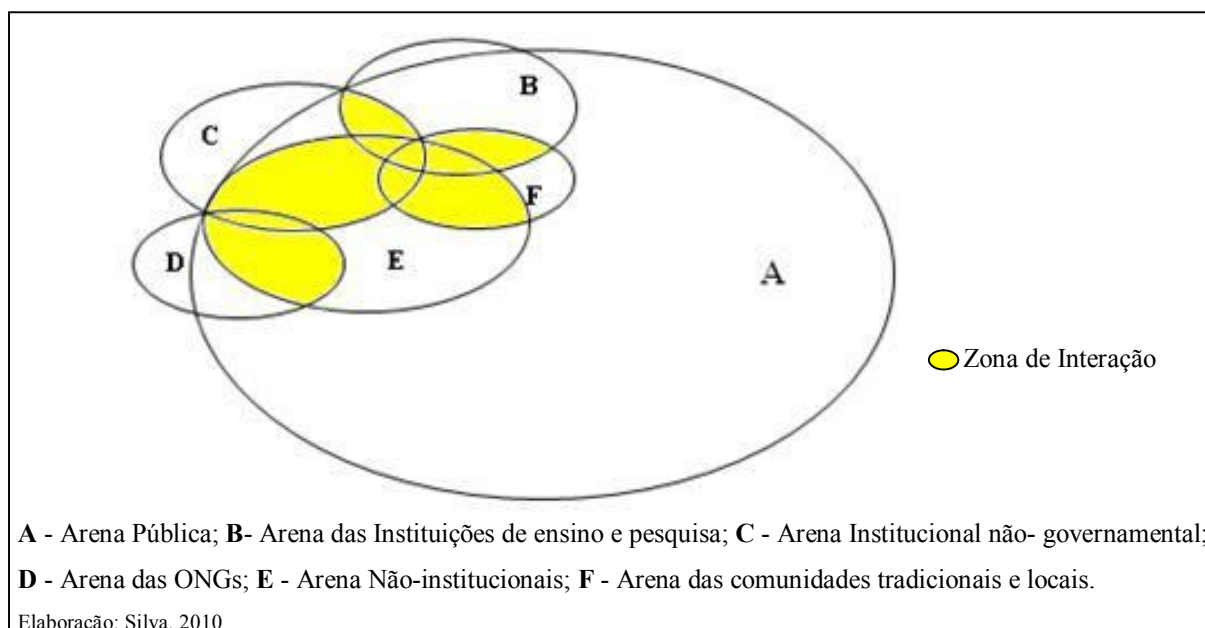 B
C
F
D
E
A
Zona de Interação
A - Arena Pública; B- Arena das Instituições de ensino e pesquisa; C - Arena Institucional não- governamental;
D - Arena das ONGs; E - Arena Não-institucionais; F - Arena das comunidades tradicionais e locais.
Elaboração: Silva, 2010